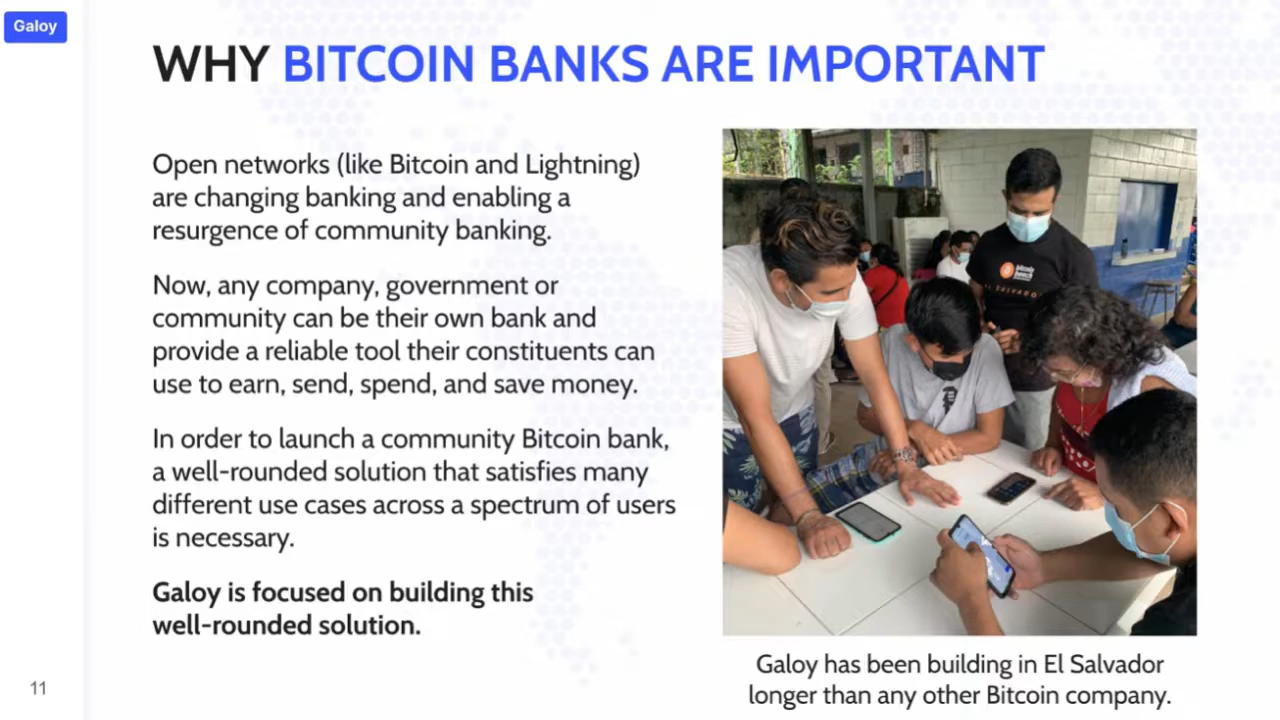 Galoy
WHY BITCOIN BANKS ARE IMPORTANT
Open networks (like Bitcoin and Lightning)
are changing banking and enabling a
resurgence of community banking.
Now, any company, government or
community can be their own bank and
provide a reliable tool their constituents can
use to earn, send, spend, and save money.
In order to launch a community Bitcoin bank,
a well-rounded solution that satisfies many
different use cases across a spectrum of users
is necessary.
Galoy is focused on building this
well-rounded solution.
11
bitcoin
beach
EL SALVADOR
Galoy has been building in El Salvador
longer than any other Bitcoin company.